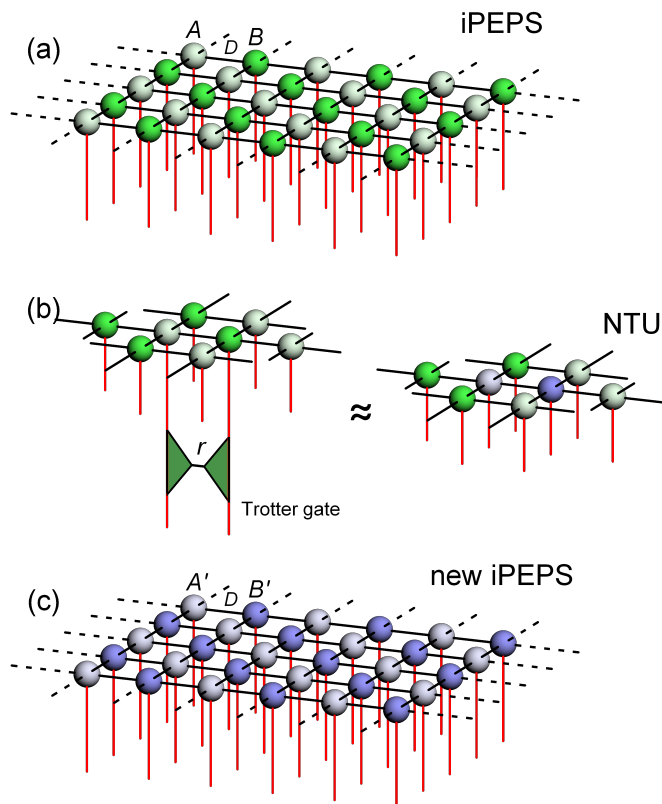 iPEPS
(a)
A D B
(b)
NTU
≈
r
Trotter gate
new iPEPS
(c)
A' D B'